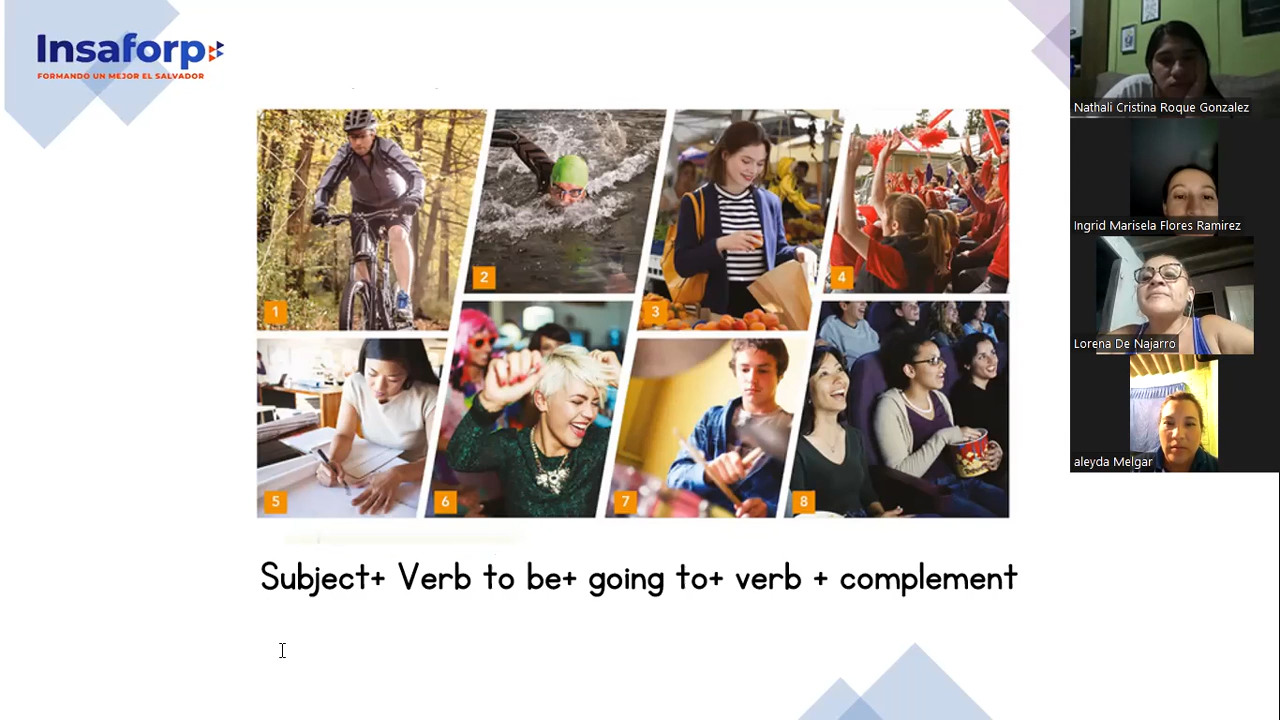 Insaforp
FORMANDO UN MEJOR EL SALVADOR
1
2
3
4
5
6
7
8
Subject+ Verb to be+ going to+ verb + complement
Nathali Cristina Roque Gonzalez
Ingrid Marisela Flores Ramirez
Lorena De Najarro
aleyda Melgar